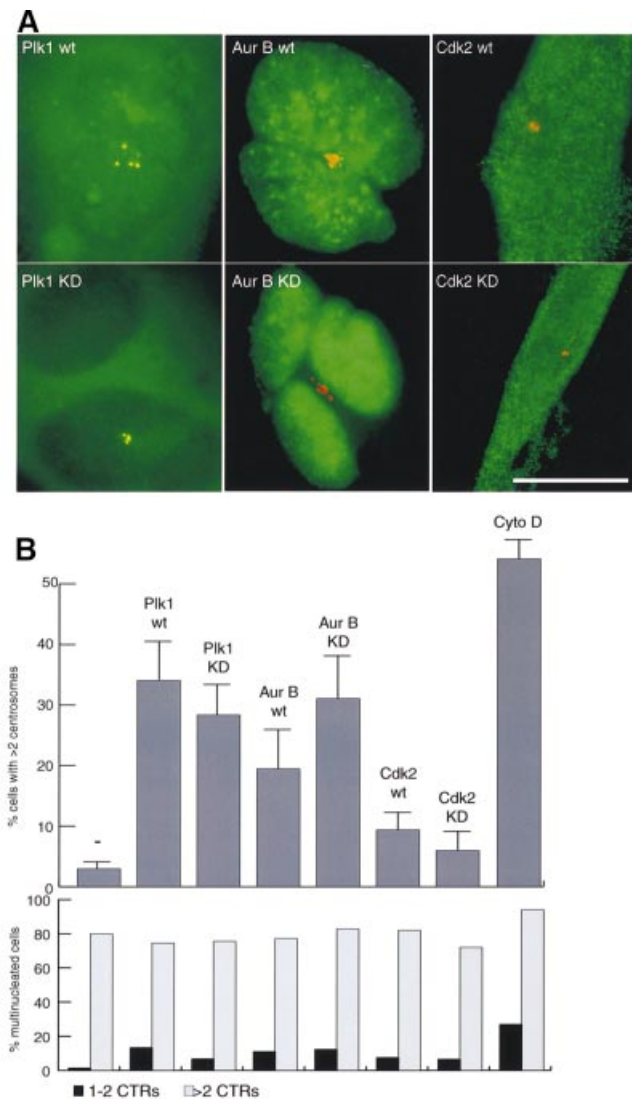 A
Plk1 wt
Aur B wt
Cdk2 wt
Plk1 KD
Aur B KD
Cdk2 KD
B
% cells with >2 centrosomes
50
40
30
20
10
0
-
Plk1
wt
Plk1
KD
Aur B
wt
Aur B
KD
Cdk2
wt
Cdk2
KD
Cyto D
% multinucleated cells
100
80
60
40
20
0
1-2 CTRs
>2 CTRs